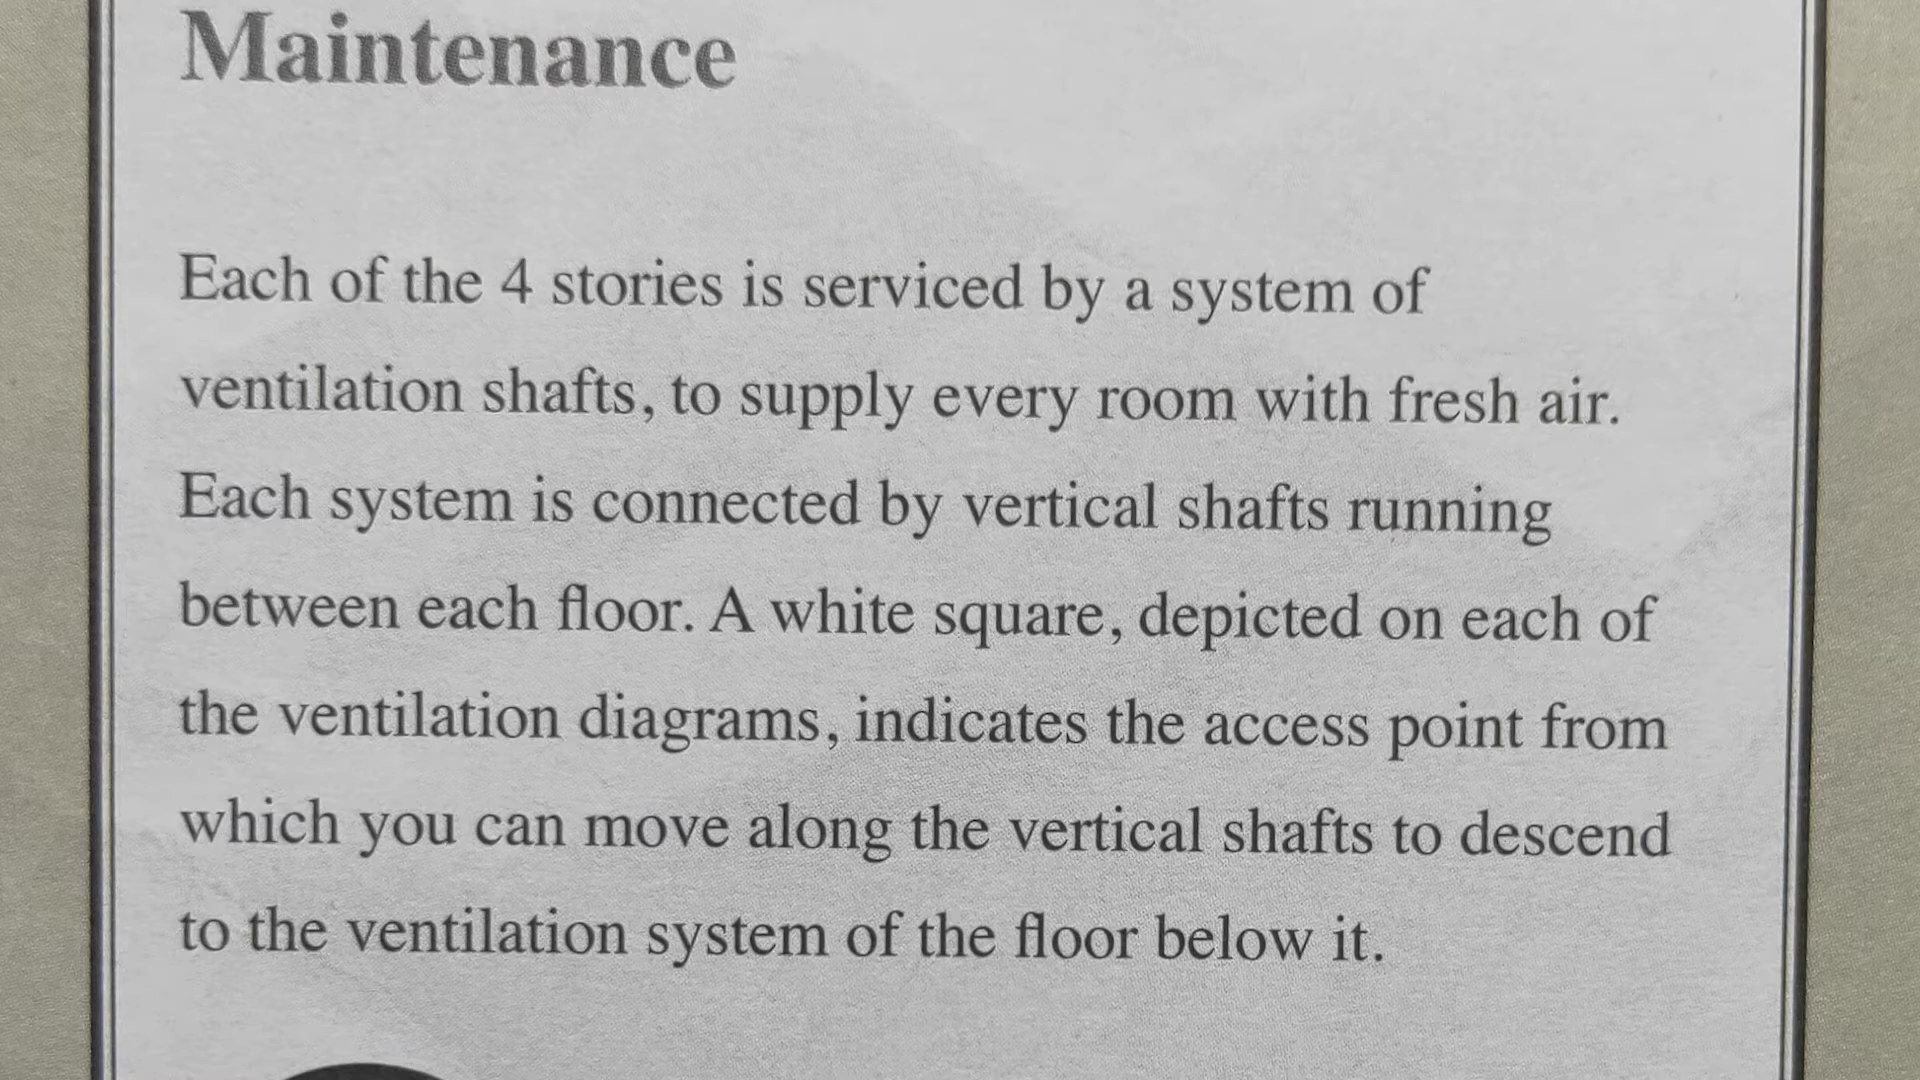 Maintenance
Each of the 4 stories is serviced by a system of
ventilation shafts, to supply every room with fresh air.
Each system is connected by vertical shafts running
between each floor. A white square, depicted on each of
the ventilation diagrams, indicates the access point from
which you can move along the vertical shafts to descend
to the ventilation system of the floor below it.